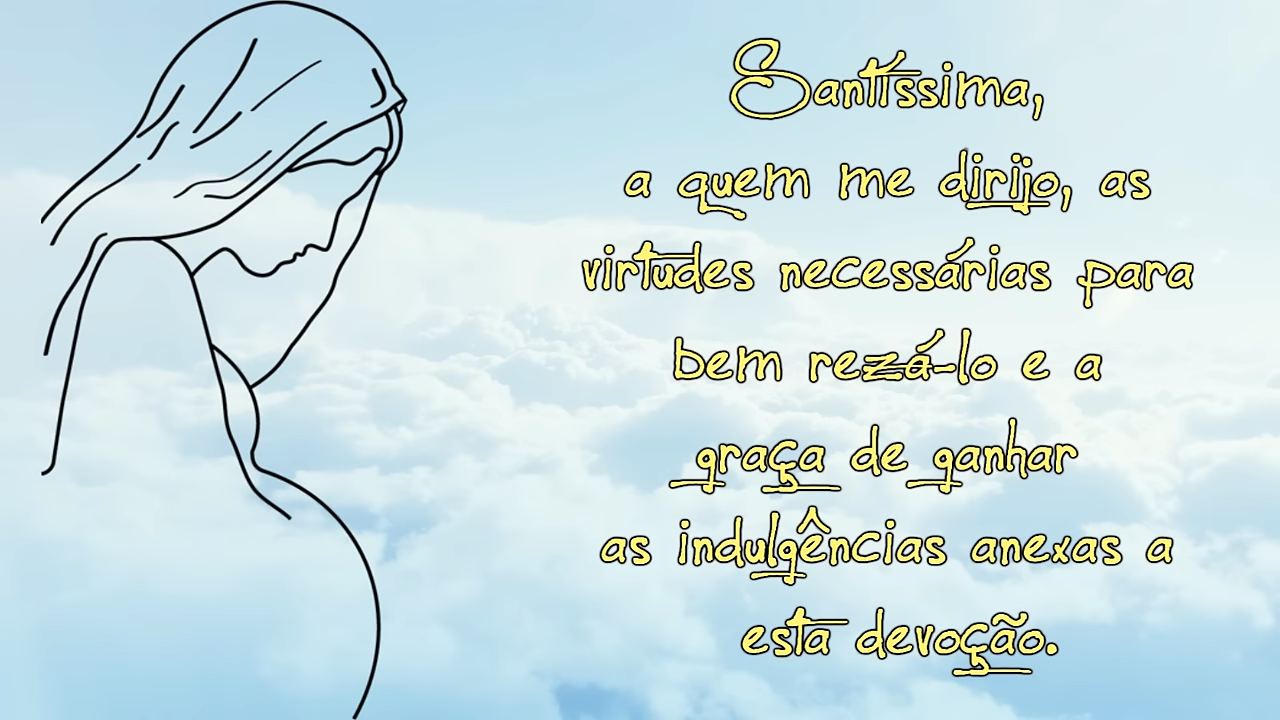 Santíssima,
a quem me dirijo, as
virtudes necessárias para
bem rezá-lo e a
graça de ganhar
as indulgências anexas a
esta devoção.